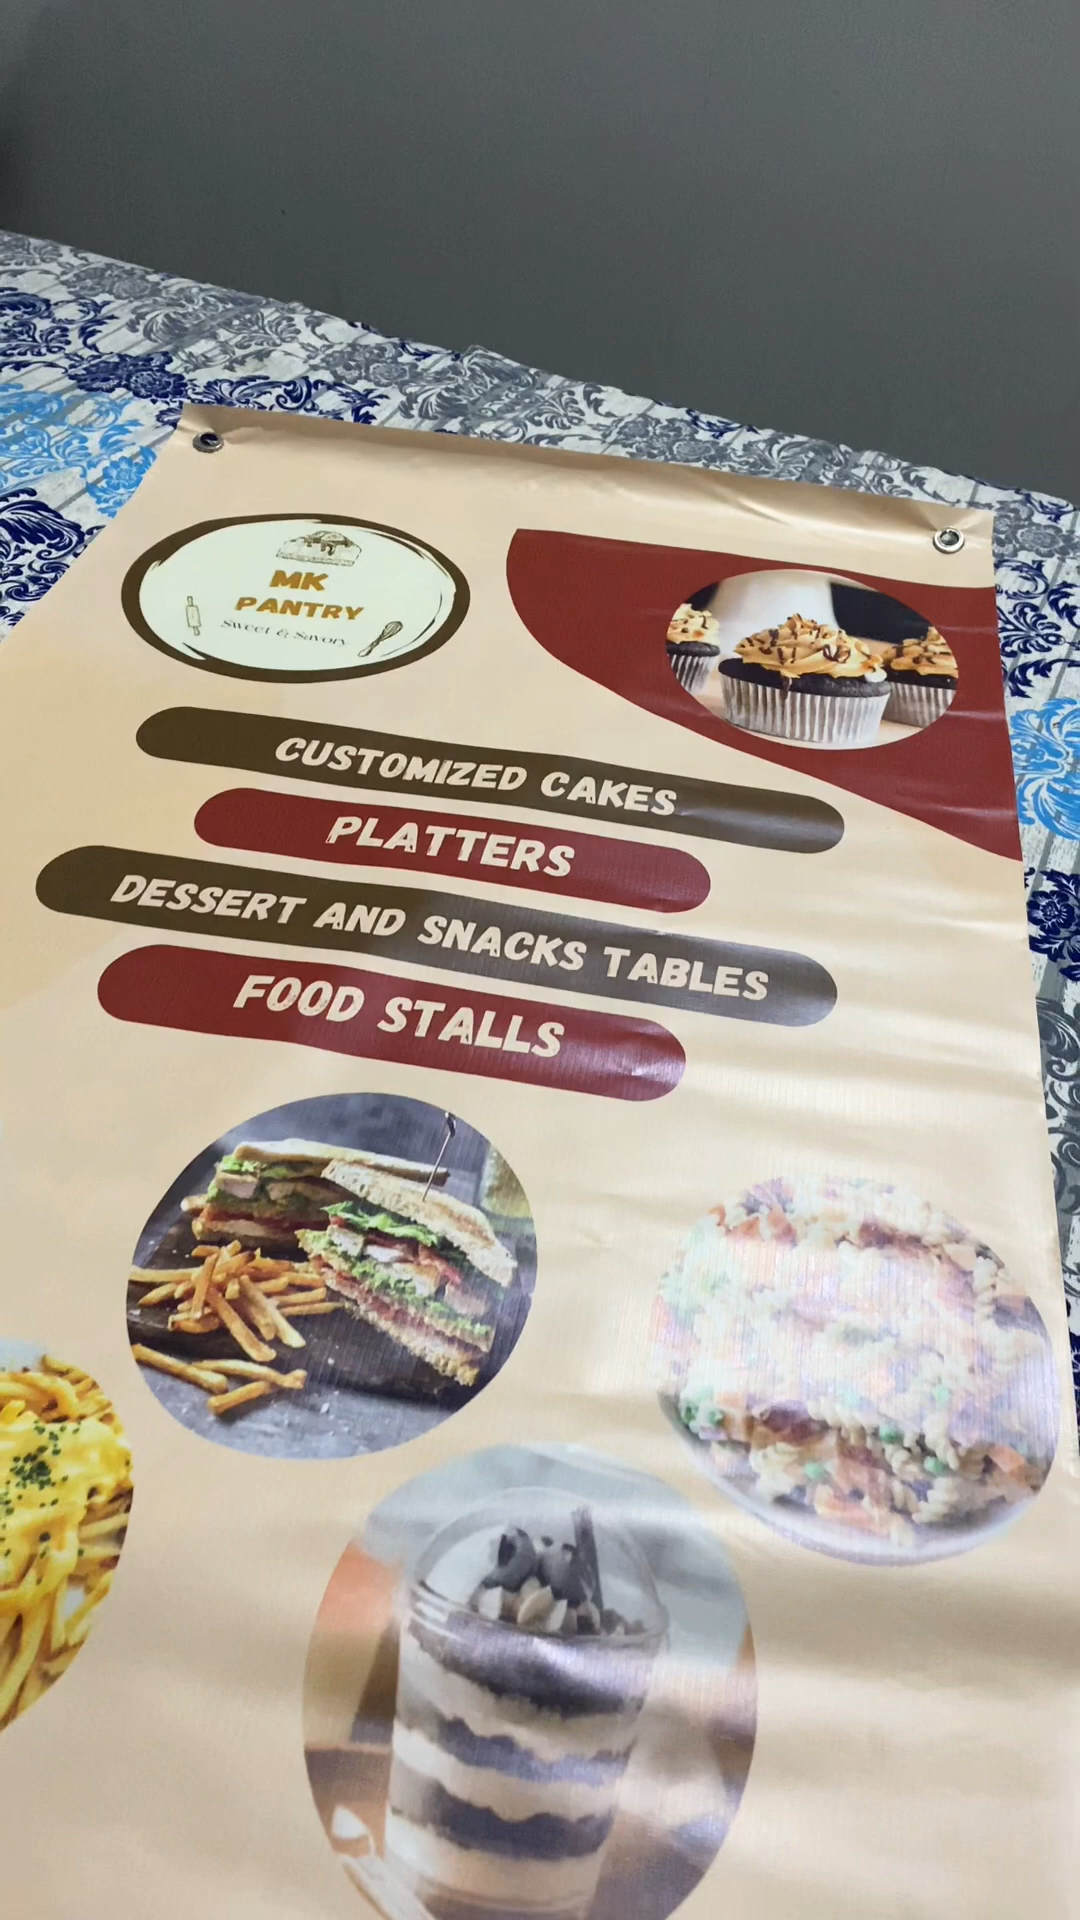 MK
PANTRY
Sweet & Savory
CUSTOMIZED CAKES
PLATTERS
DESSERT AND SNACKS TABLES
FOOD STALLS